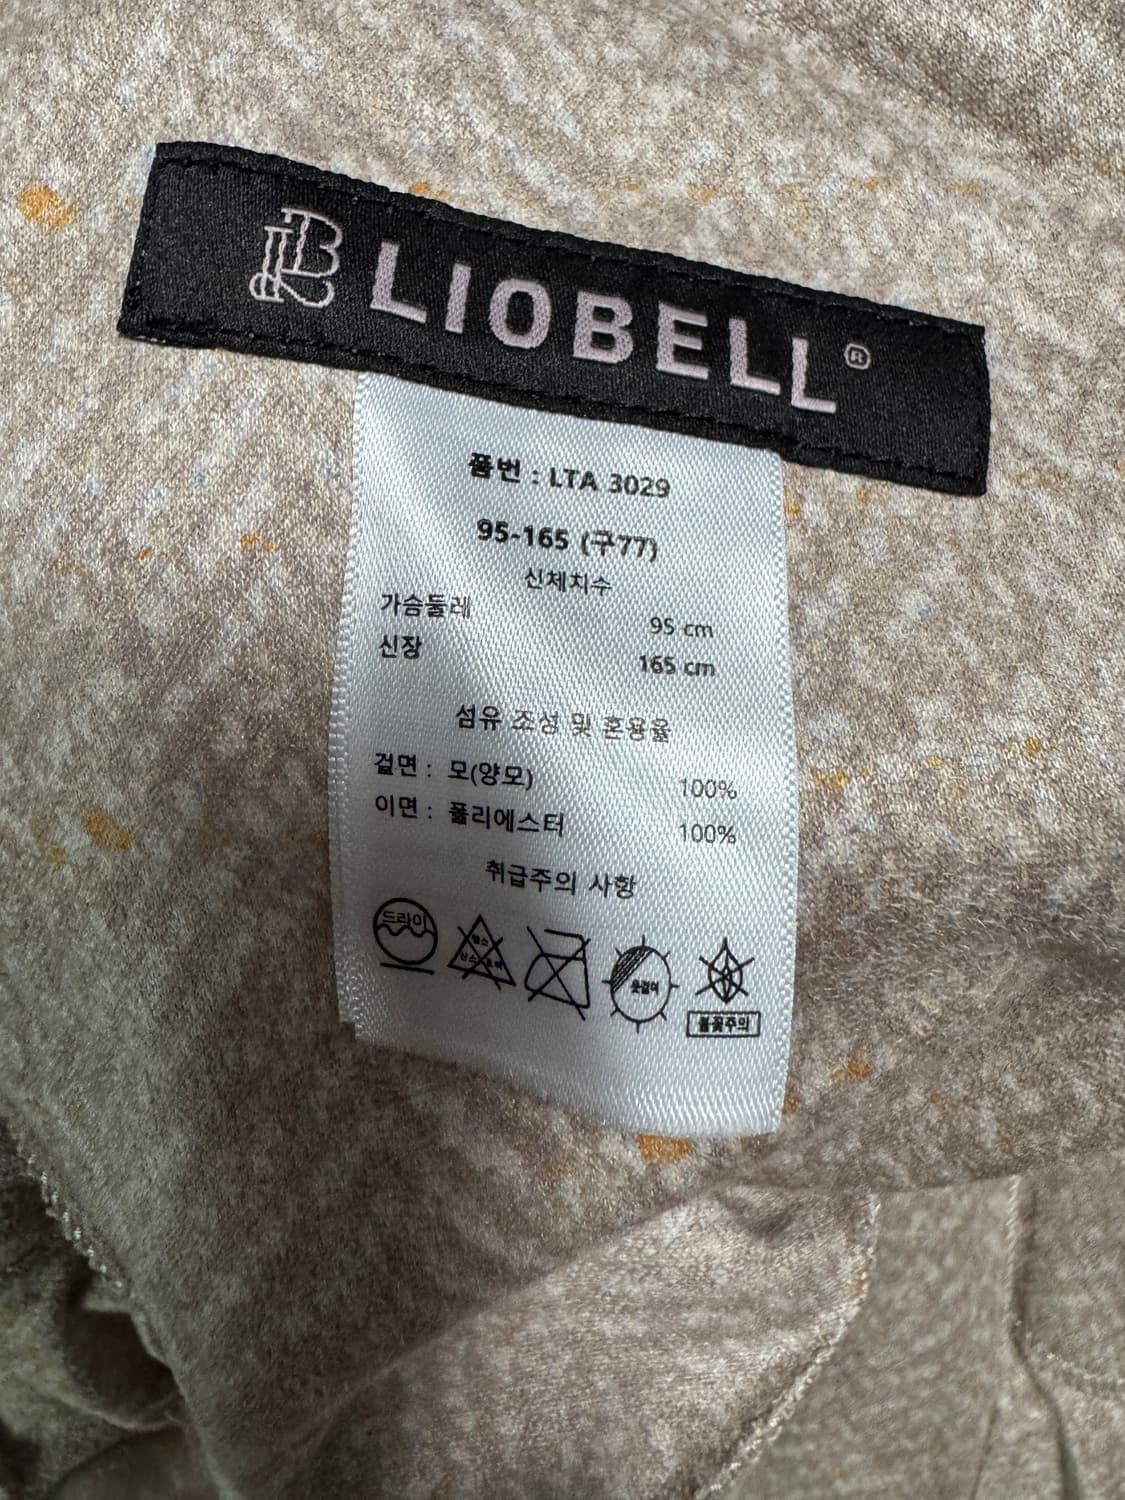 LB LIOBELL®
품번 : LTA 3029
95-165 (구77)
신체치수
가슴둘레 95 cm
신장 165 cm
섬유 조성 및 혼용율
겉면 : 모(양모) 100%
이면 : 폴리에스터 100%
취급주의 사항
드라이
옷걸이
불꽃주의